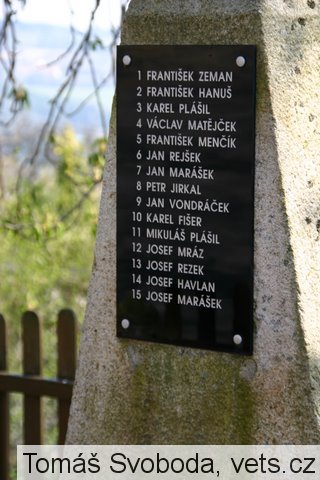 1 FRANTIŠEK ZEMAN
2 FRANTIŠEK HANUŠ
3 KAREL PLÁŠIL
4 VÁCLAV MATĚJČEK
5 FRANTIŠEK MENČÍK
6 JAN REJŠEK
7 JAN MARÁŠEK
8 PETR JIRKAL
9 JAN VONDRÁČEK
10 KAREL FIŠER
11 MIKULÁŠ PLÁŠIL
12 JOSEF MRÁZ
13 JOSEF REZEK
14 JOSEF HAVLAN
15 JOSEF MARÁŠEK
Tomáš Svoboda, vets.cz